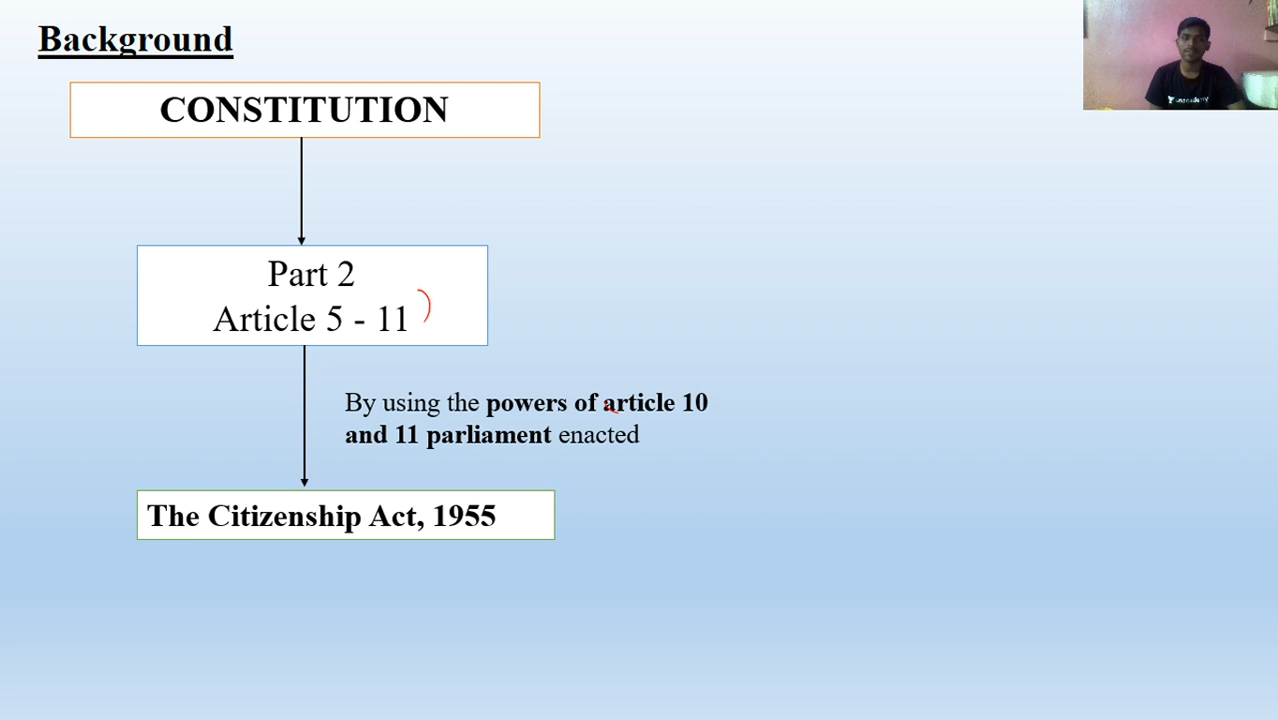 Background
CONSTITUTION
Part 2
Article 5 - 11
By using the powers of article 10
and 11 parliament enacted
The Citizenship Act, 1955
unacademy